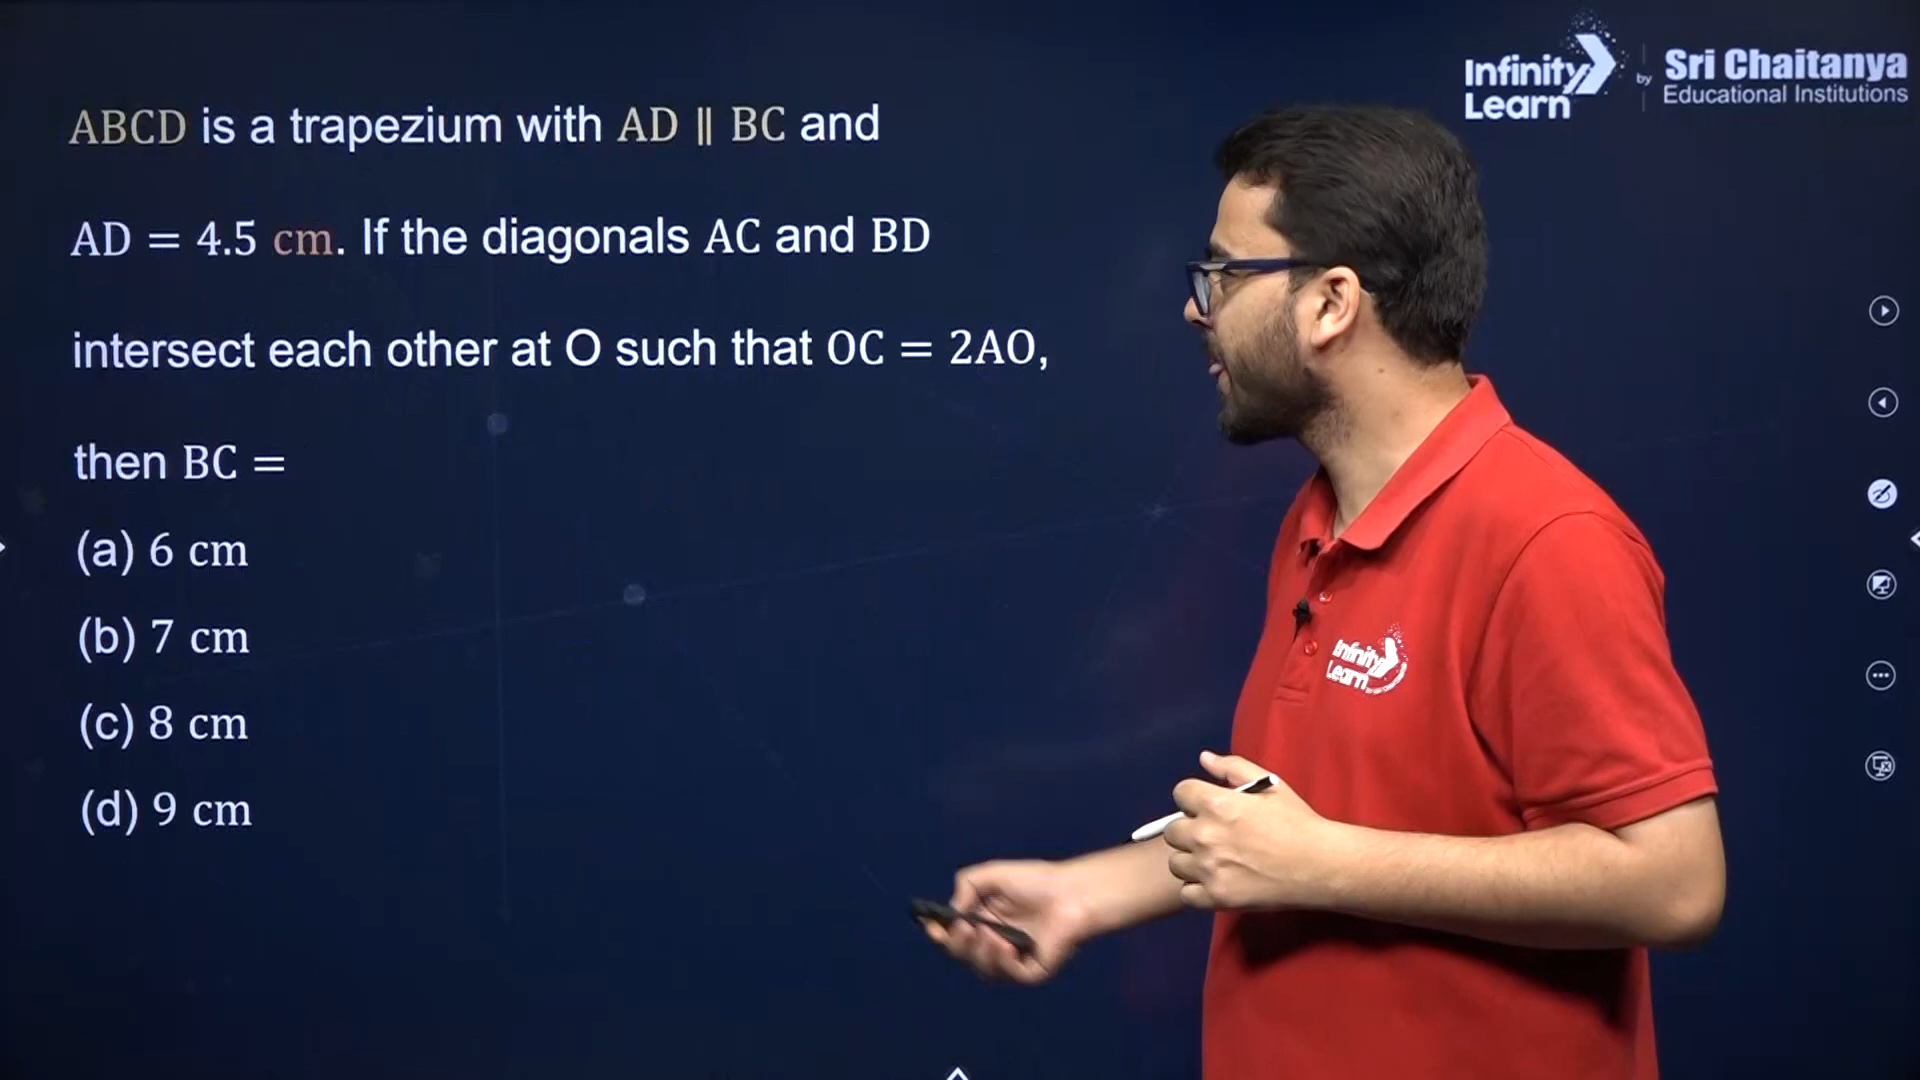 Infinity Learn by Sri Chaitanya Educational Institutions
ABCD is a trapezium with AD ∥ BC and
AD = 4.5 cm. If the diagonals AC and BD
intersect each other at O such that OC = 2AO,
then BC =
(a) 6 cm
(b) 7 cm
(c) 8 cm
(d) 9 cm
Infinity Learn